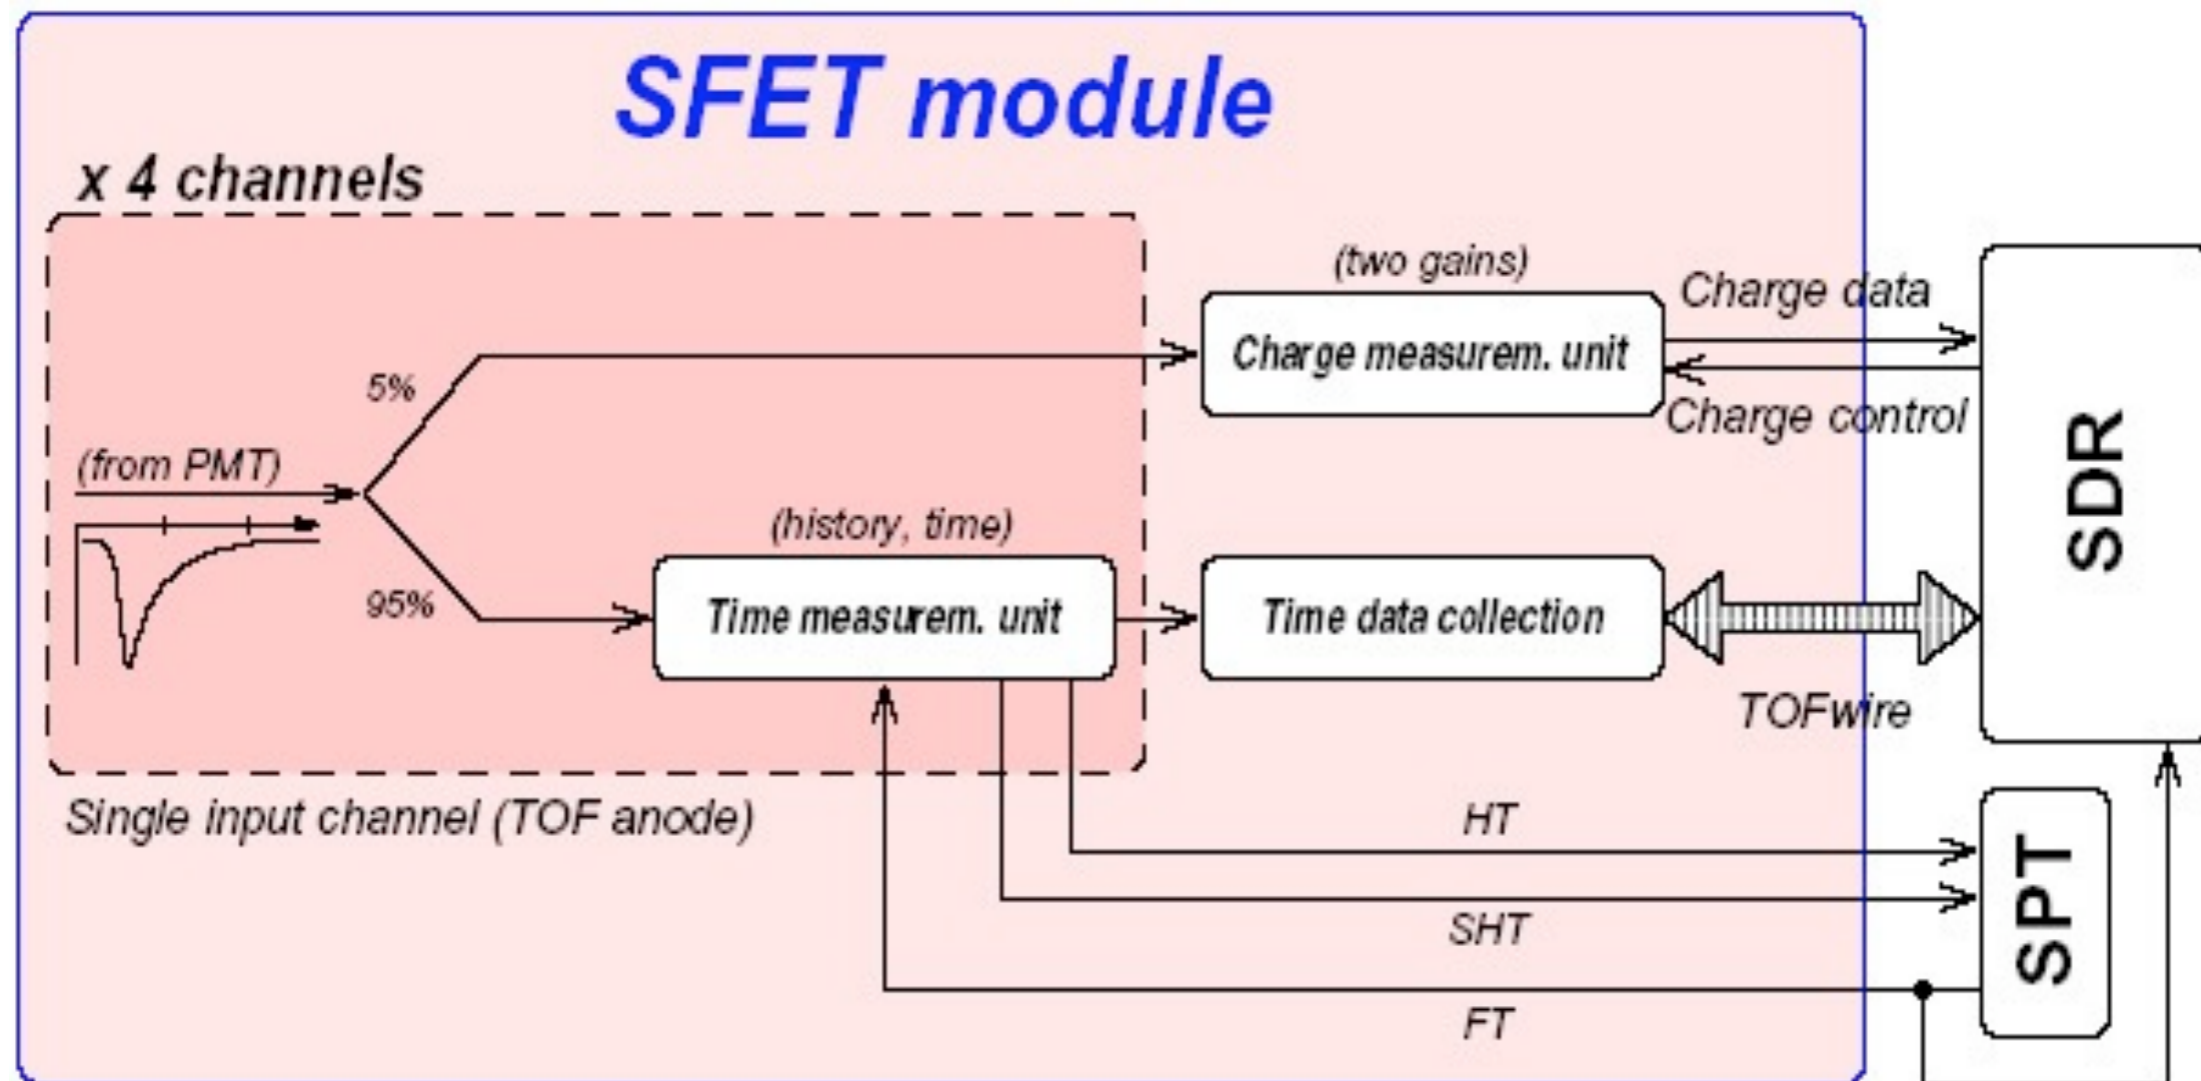 SFET module
x 4 channels
(two gains)
Charge data
Charge measurem. unit
Charge control
5%
(from PMT)
SDR
(history, time)
95%
Time measurem. unit
Time data collection
TOFwire
Single input channel (TOF anode)
HT
SPT
SHT
FT